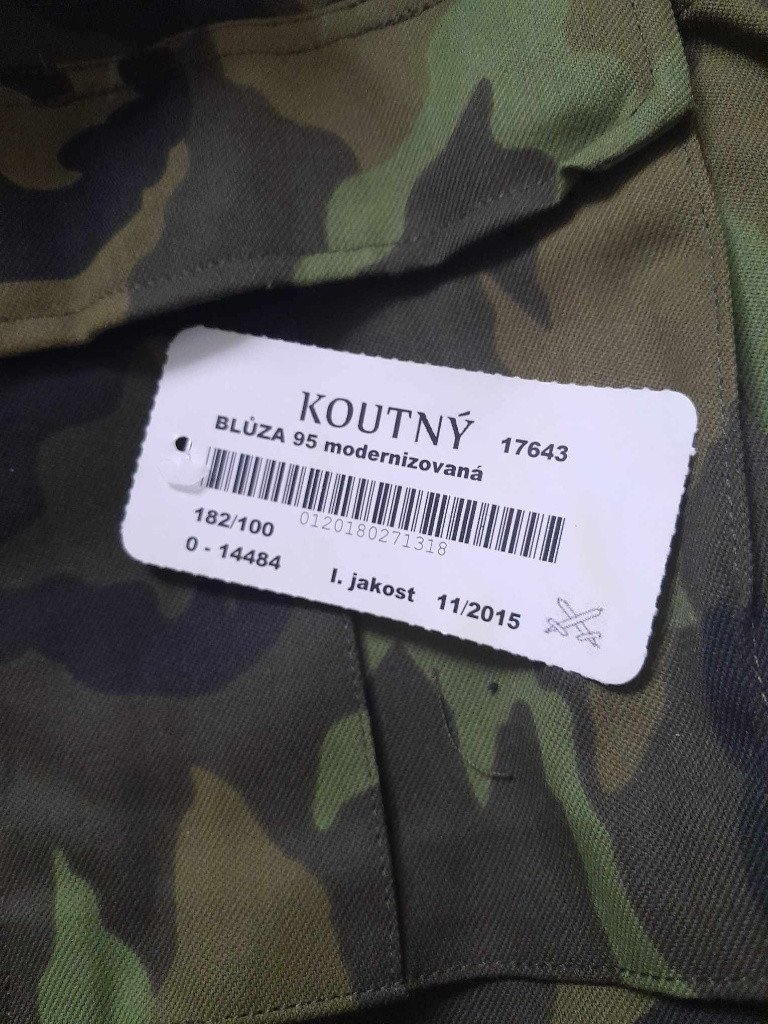 KOUTNÝ
BLŮZA 95 modernizovaná 17643
182/100 0120180271318
0 - 14484 I. jakost 11/2015